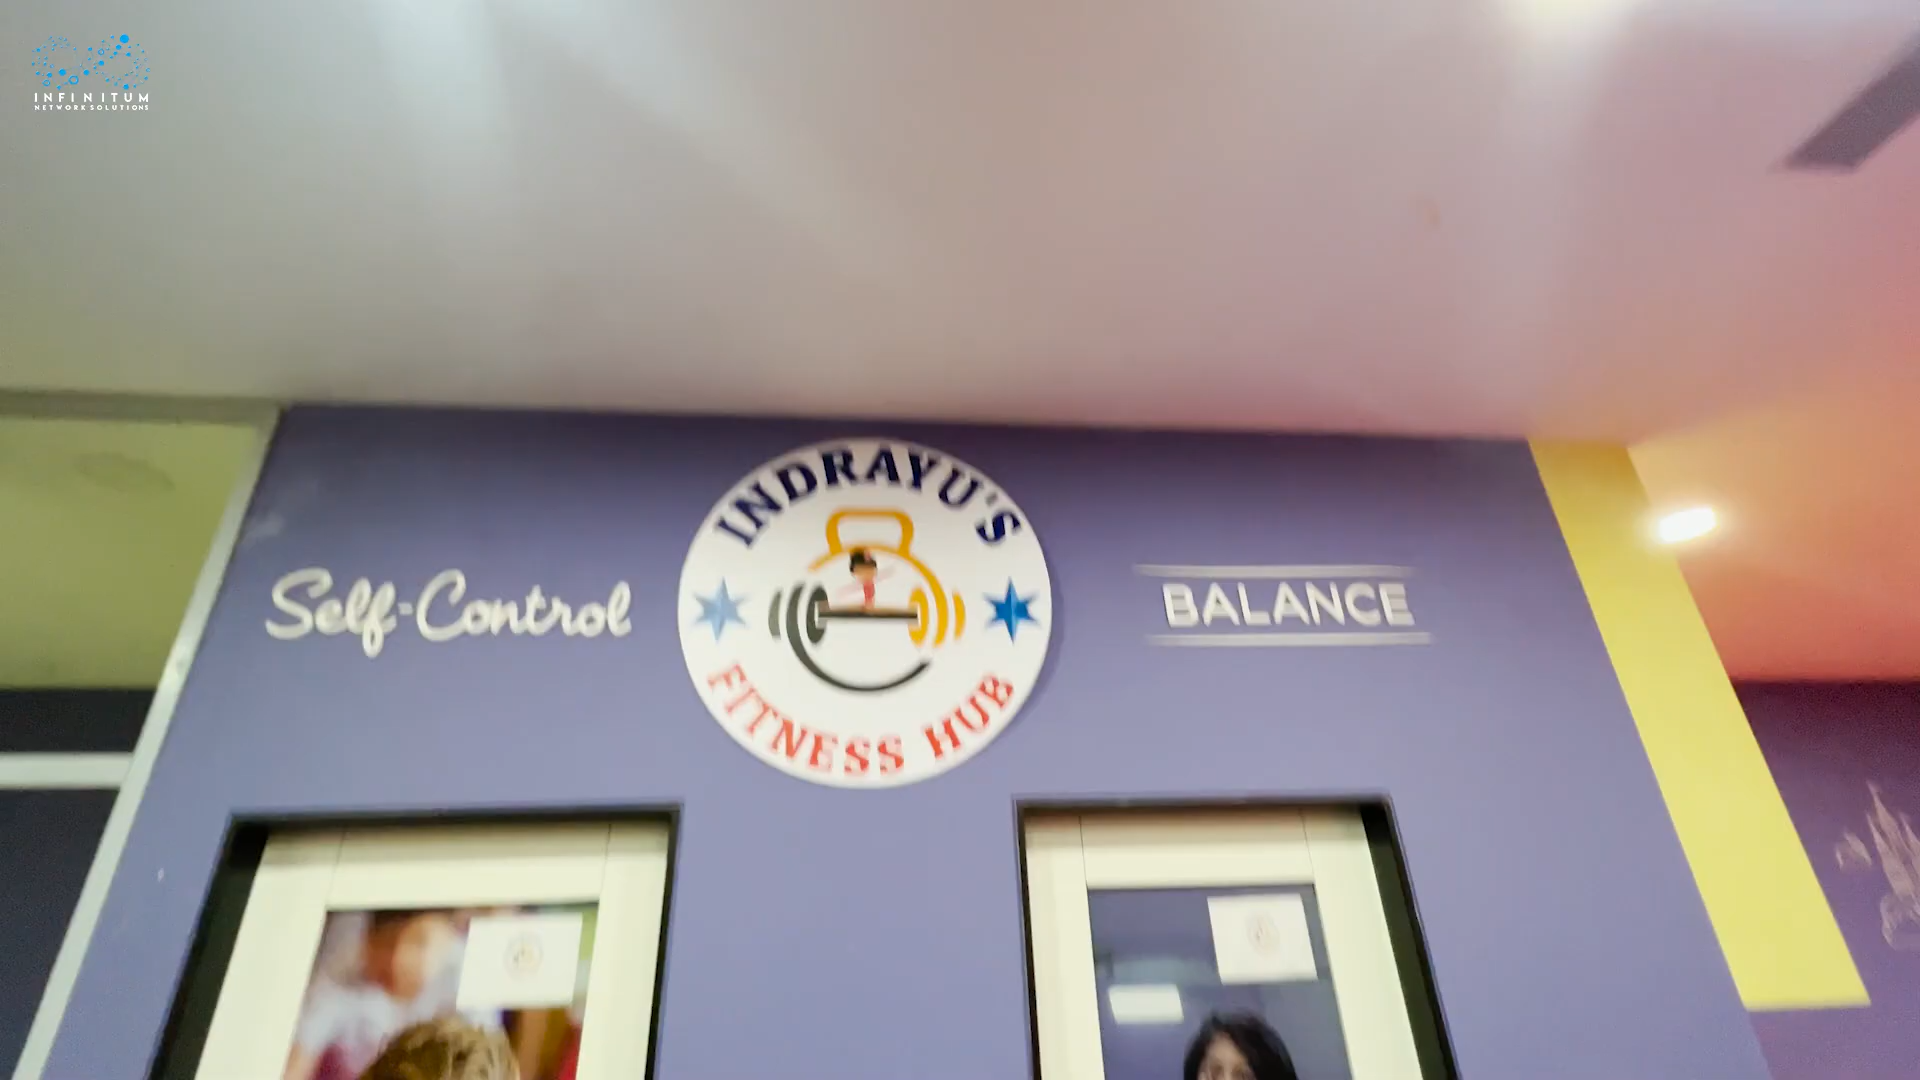 INFINITUM
NETWORK SOLUTIONS
INDRAYU'S
Self-Control
BALANCE
FITNESS HUB